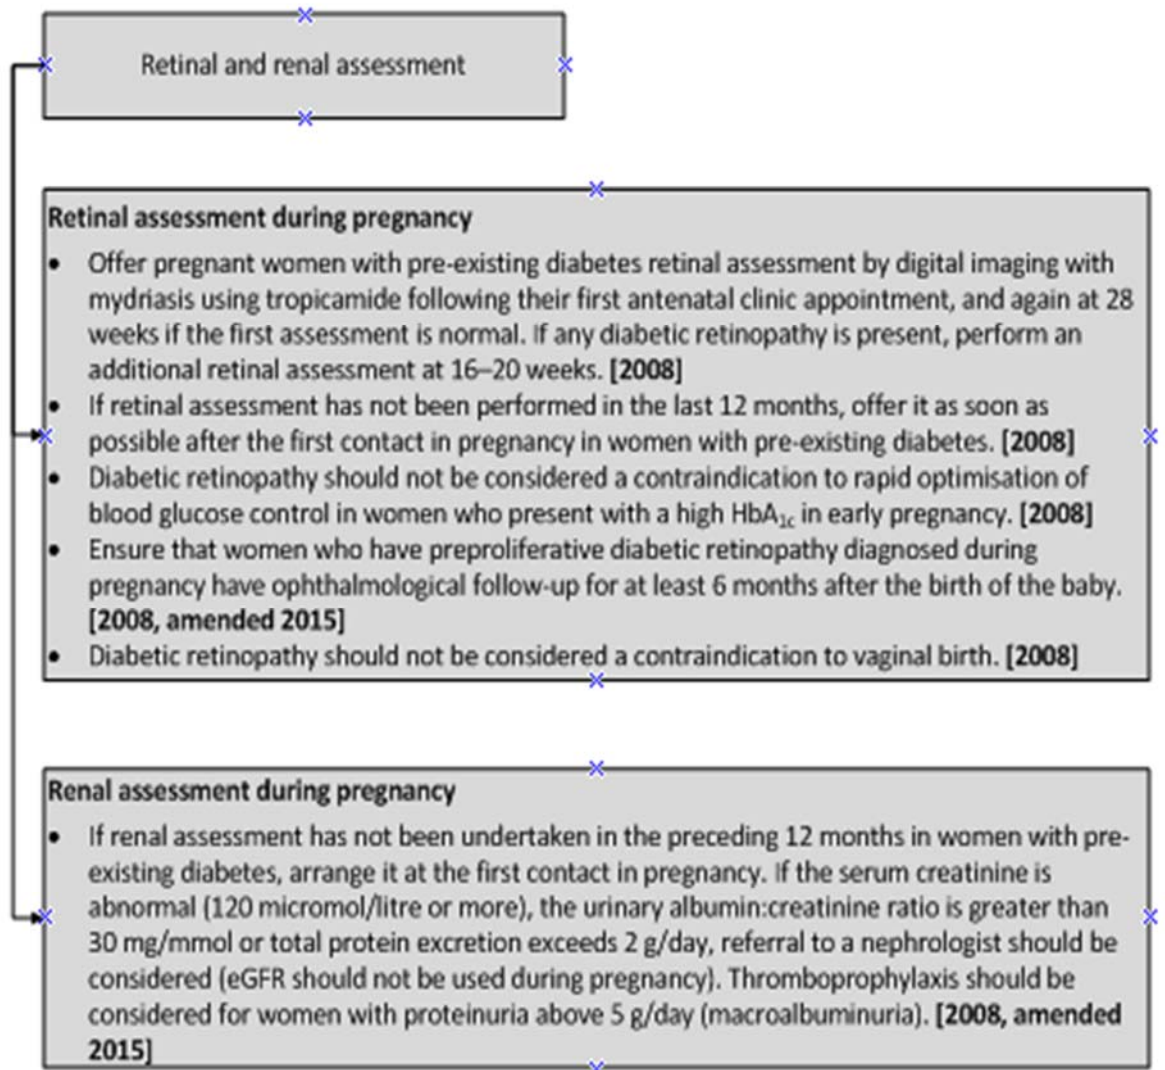 Retinal and renal assessment
Retinal assessment during pregnancy
• Offer pregnant women with pre-existing diabetes retinal assessment by digital imaging with
mydriasis using tropicamide following their first antenatal clinic appointment, and again at 28
weeks if the first assessment is normal. If any diabetic retinopathy is present, perform an
additional retinal assessment at 16–20 weeks. [2008]
• If retinal assessment has not been performed in the last 12 months, offer it as soon as
possible after the first contact in pregnancy in women with pre-existing diabetes. [2008]
• Diabetic retinopathy should not be considered a contraindication to rapid optimisation of
blood glucose control in women who present with a high HbA1c in early pregnancy. [2008]
• Ensure that women who have preproliferative diabetic retinopathy diagnosed during
pregnancy have ophthalmological follow-up for at least 6 months after the birth of the baby.
[2008, amended 2015]
• Diabetic retinopathy should not be considered a contraindication to vaginal birth. [2008]
Renal assessment during pregnancy
• If renal assessment has not been undertaken in the preceding 12 months in women with pre-
existing diabetes, arrange it at the first contact in pregnancy. If the serum creatinine is
abnormal (120 micromol/litre or more), the urinary albumin:creatinine ratio is greater than
30 mg/mmol or total protein excretion exceeds 2 g/day, referral to a nephrologist should be
considered (eGFR should not be used during pregnancy). Thromboprophylaxis should be
considered for women with proteinuria above 5 g/day (macroalbuminuria). [2008, amended
2015]